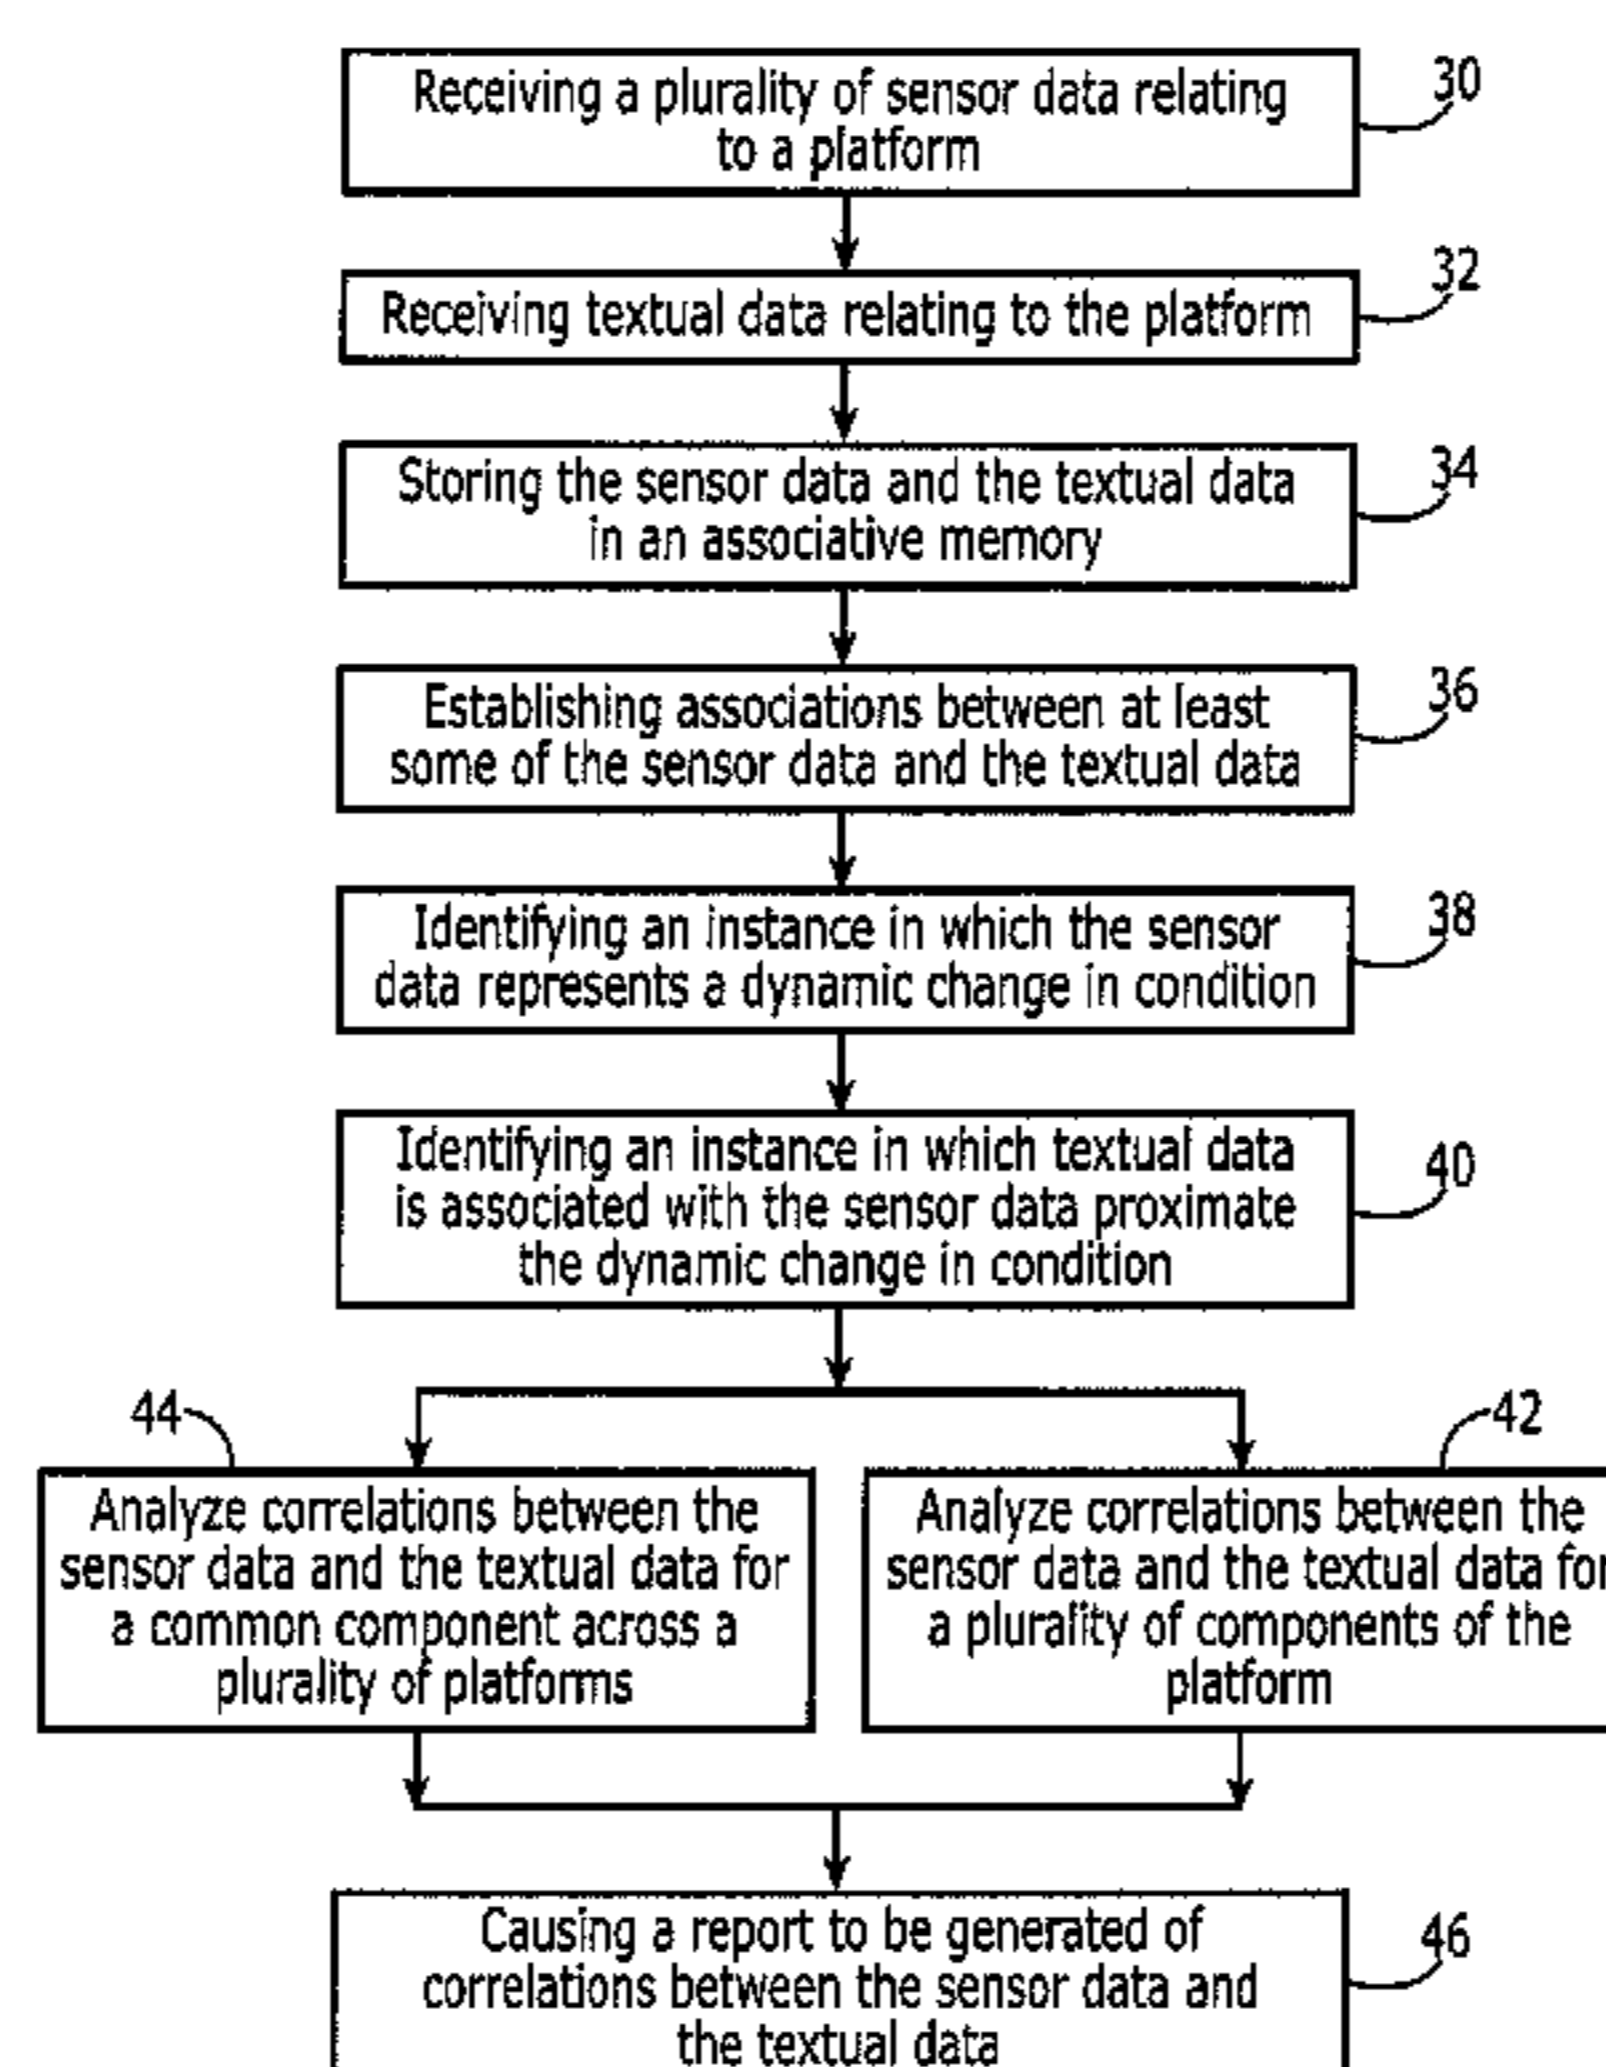 Receiving a plurality of sensor data relating
to a platform
30
Receiving textual data relating to the platform
32
Storing the sensor data and the textual data
in an associative memory
34
Establishing associations between at least
some of the sensor data and the textual data
36
Identifying an instance in which the sensor
data represents a dynamic change in condition
38
Identifying an instance in which textual data
is associated with the sensor data proximate
the dynamic change in condition
40
44
Analyze correlations between the
sensor data and the textual data for
a common component across a
plurality of platforms
42
Analyze correlations between the
sensor data and the textual data for
a plurality of components of the
platform
Causing a report to be generated of
correlations between the sensor data and
the textual data
46